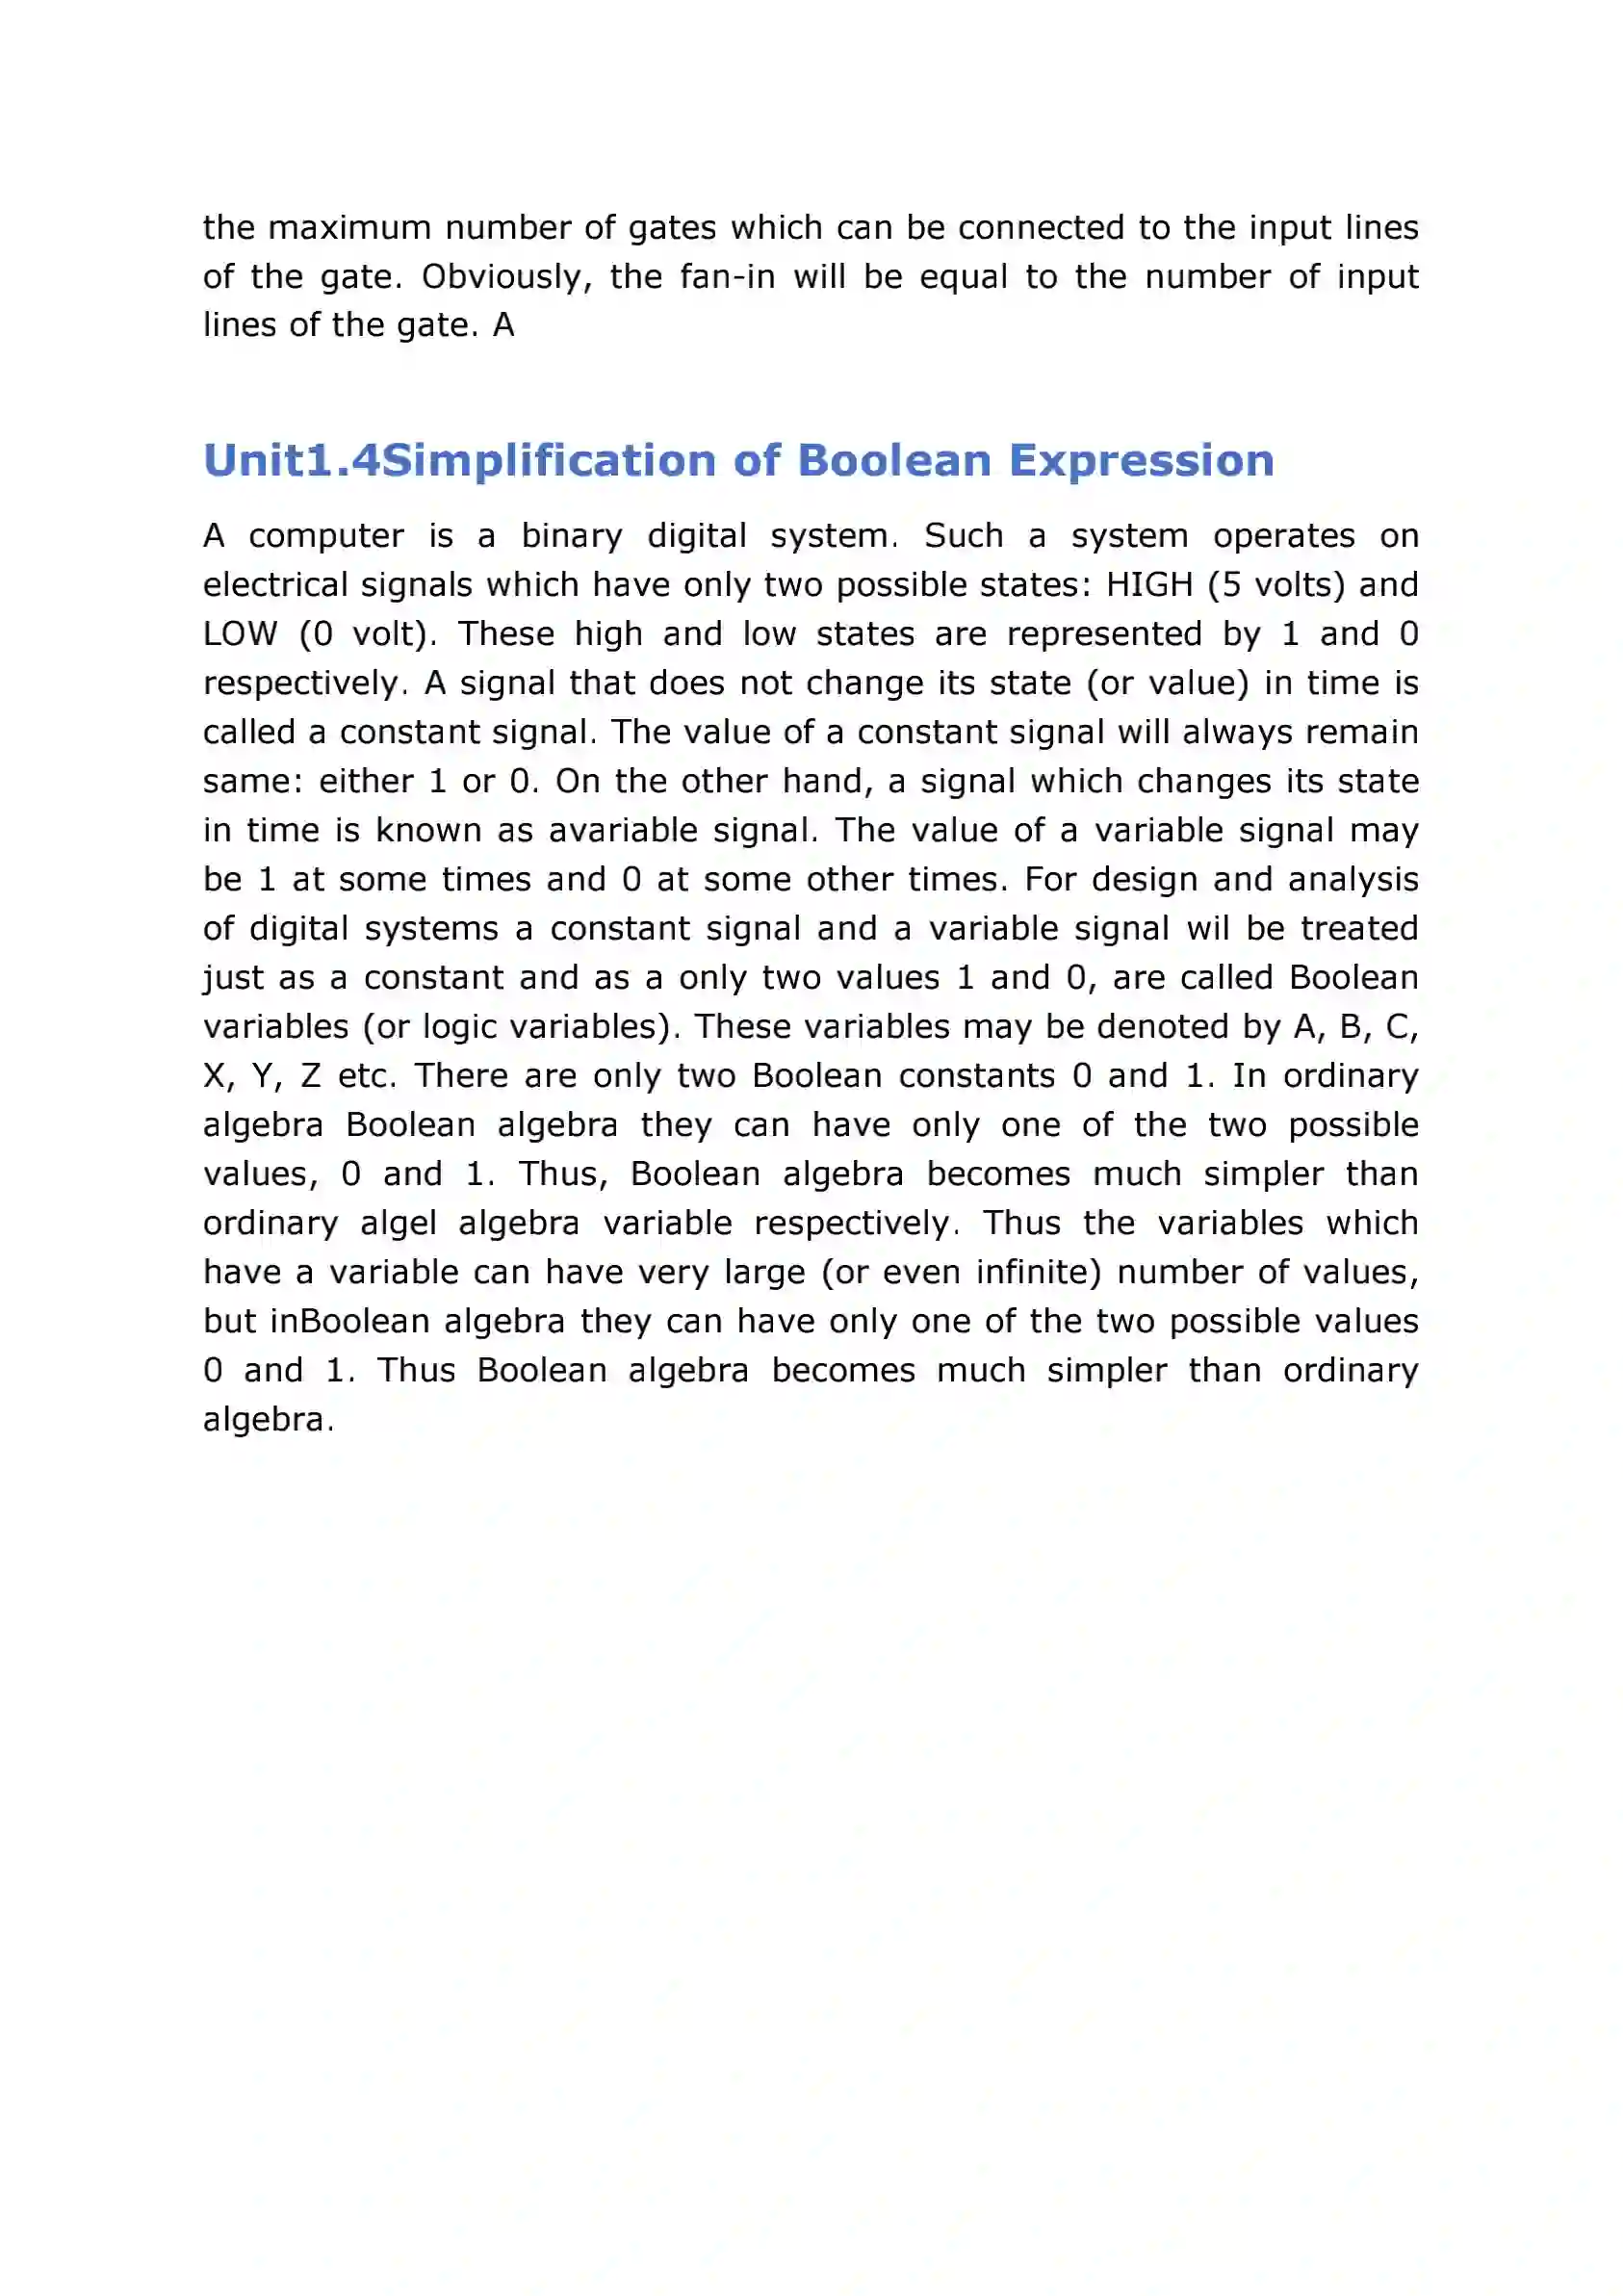 the maximum number of gates which can be connected to the input lines
of the gate. Obviously, the fan-in will be equal to the number of input
lines of the gate. A
Unit1.4Simplification of Boolean Expression
A computer is a binary digital system. Such a system operates on
electrical signals which have only two possible states: HIGH (5 volts) and
LOW (0 volt). These high and low states are represented by 1 and 0
respectively. A signal that does not change its state (or value) in time is
called a constant signal. The value of a constant signal will always remain
same: either 1 or 0. On the other hand, a signal which changes its state
in time is known as avariable signal. The value of a variable signal may
be 1 at some times and 0 at some other times. For design and analysis
of digital systems a constant signal and a variable signal wil be treated
just as a constant and as a only two values 1 and 0, are called Boolean
variables (or logic variables). These variables may be denoted by A, B, C,
X, Y, Z etc. There are only two Boolean constants 0 and 1. In ordinary
algebra Boolean algebra they can have only one of the two possible
values, 0 and 1. Thus, Boolean algebra becomes much simpler than
ordinary algel algebra variable respectively. Thus the variables which
have a variable can have very large (or even infinite) number of values,
but inBoolean algebra they can have only one of the two possible values
0 and 1. Thus Boolean algebra becomes much simpler than ordinary
algebra.